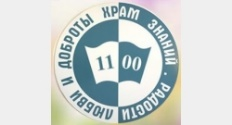 ХРАМ ЗНАНИЙ · РАДОСТИ ЛЮБВИ И ДОБРОТЫ
1100